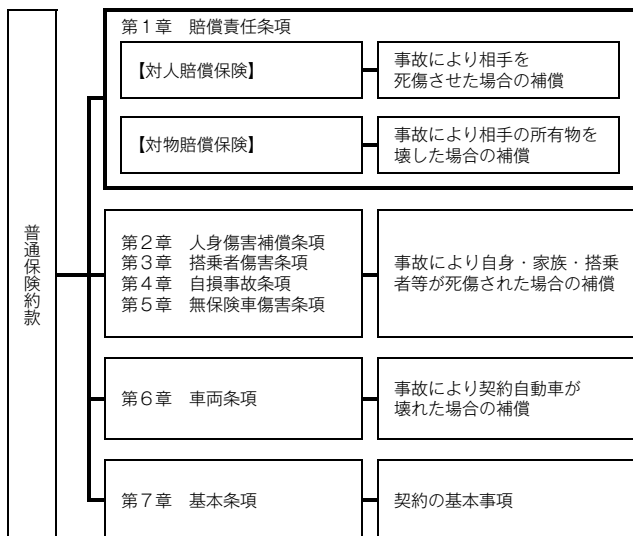 普通保険約款
第１章　賠償責任条項
【対人賠償保険】
事故により相手を
死傷させた場合の補償
【対物賠償保険】
事故により相手の所有物を
壊した場合の補償
第２章　人身傷害補償条項
第３章　搭乗者傷害条項
第４章　自損事故条項
第５章　無保険車傷害条項
事故により自身・家族・搭乗
者等が死傷された場合の補償
第６章　車両条項
事故により契約自動車が
壊れた場合の補償
第７章　基本条項
契約の基本事項